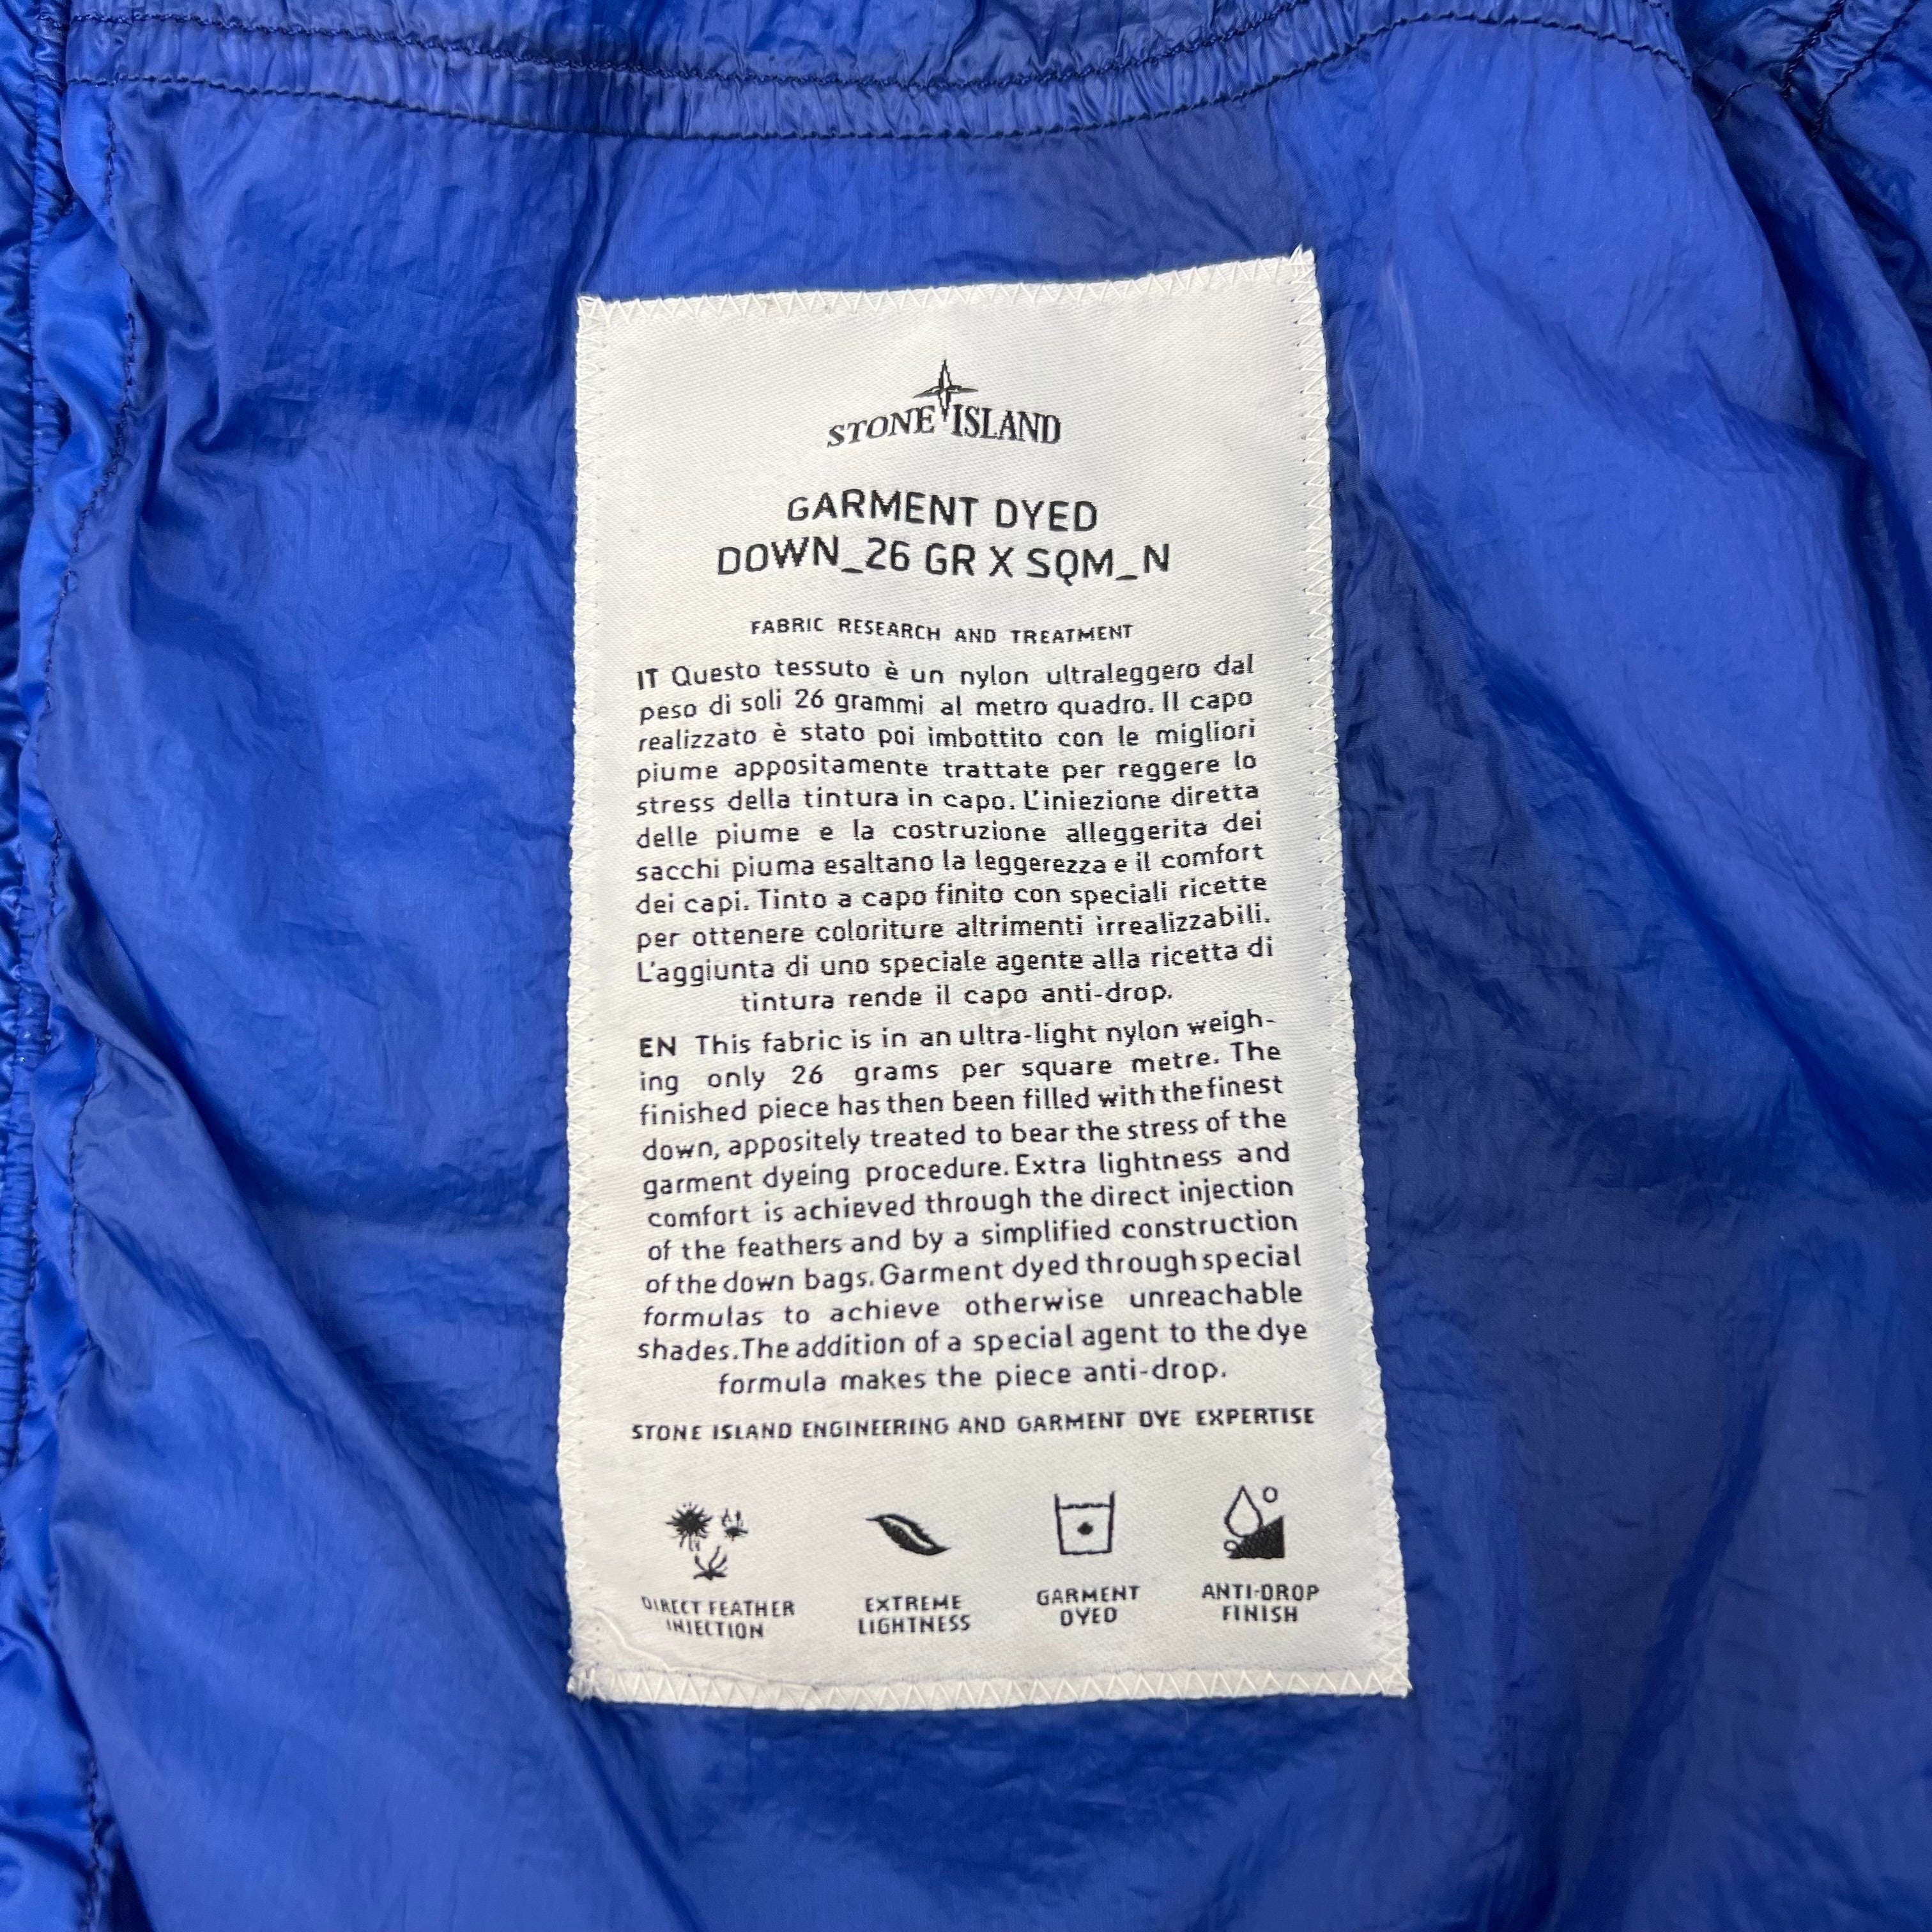 STONE ISLAND
GARMENT DYED
DOWN_26 GR X SQM_N
FABRIC RESEARCH AND TREATMENT
IT Questo tessuto è un nylon ultraleggero dal
peso di soli 26 grammi al metro quadro. Il capo
realizzato è stato poi imbottito con le migliori
piume appositamente trattate per reggere lo
stress della tintura in capo. L'iniezione diretta
delle piume e la costruzione alleggerita dei
sacchi piuma esaltano la leggerezza e il comfort
dei capi. Tinto a capo finito con speciali ricette
per ottenere coloriture altrimenti irrealizzabili.
L'aggiunta di uno speciale agente alla ricetta di
tintura rende il capo anti-drop.
EN This fabric is in an ultra-light nylon weigh-
ing only 26 grams per square metre. The
finished piece has then been filled with the finest
down, appositely treated to bear the stress of the
garment dyeing procedure. Extra lightness and
comfort is achieved through the direct injection
of the feathers and by a simplified construction
of the down bags. Garment dyed through special
formulas to achieve otherwise unreachable
shades. The addition of a special agent to the dye
formula makes the piece anti-drop.
STONE ISLAND ENGINEERING AND GARMENT DYE EXPERTISE
DIRECT FEATHER
INJECTION
EXTREME
LIGHTNESS
GARMENT
DYED
ANTI-DROP
FINISH